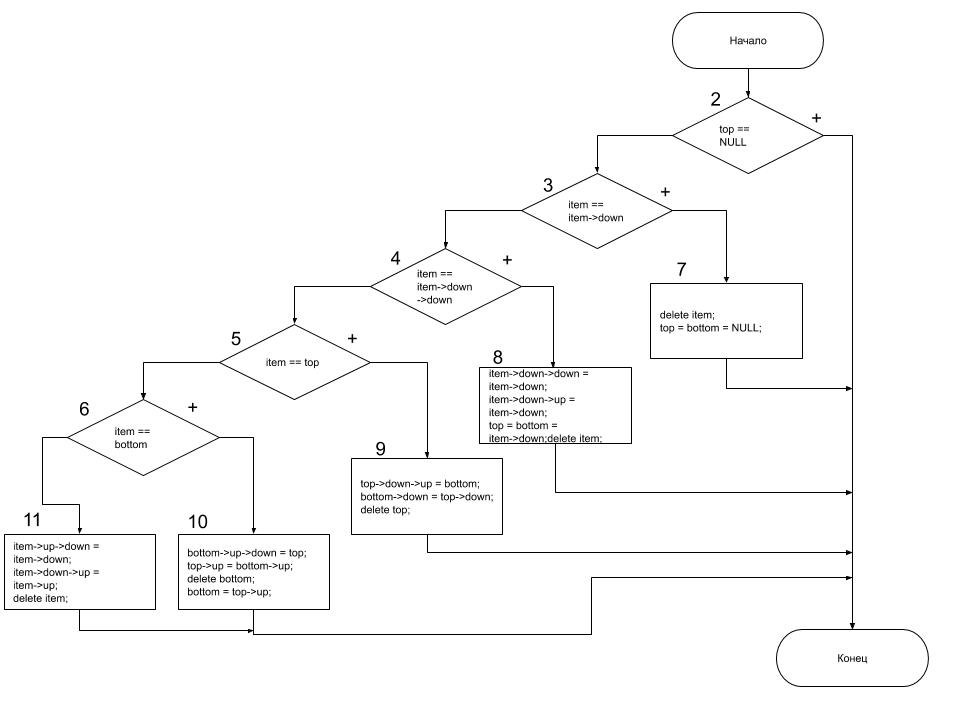 Начало
2
+
top ==
NULL
3
+
item ==
item->down
4
+
item ==
item->down
->down
7
delete item;
top = bottom = NULL;
5
+
item == top
8
item->down->down =
item->down;
item->down->up =
item->down;
top = bottom =
item->down;delete item;
6
+
item ==
bottom
9
top->down->up = bottom;
bottom->down = top->down;
delete top;
11
item->up->down =
item->down;
item->down->up =
item->up;
delete item;
10
bottom->up->down = top;
top->up = bottom->up;
delete bottom;
bottom = top->up;
Конец